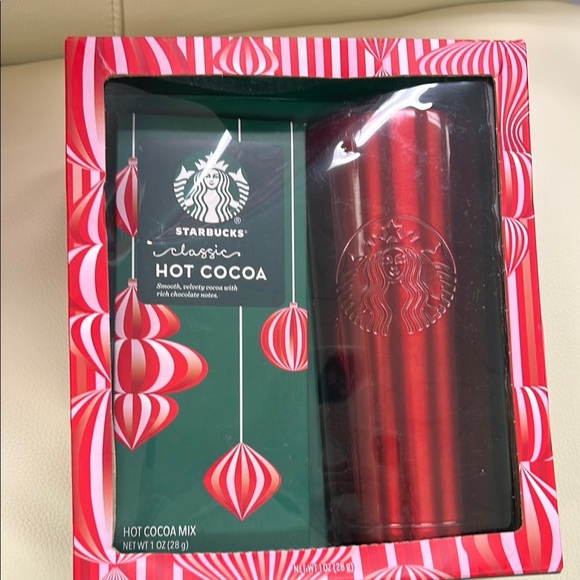 STARBUCKS®
classic
HOT COCOA
Smooth, velvety cocoa with
rich chocolate notes.
HOT COCOA MIX
NET WT 1 OZ (28 g)
NET WT 1 OZ (28 g)